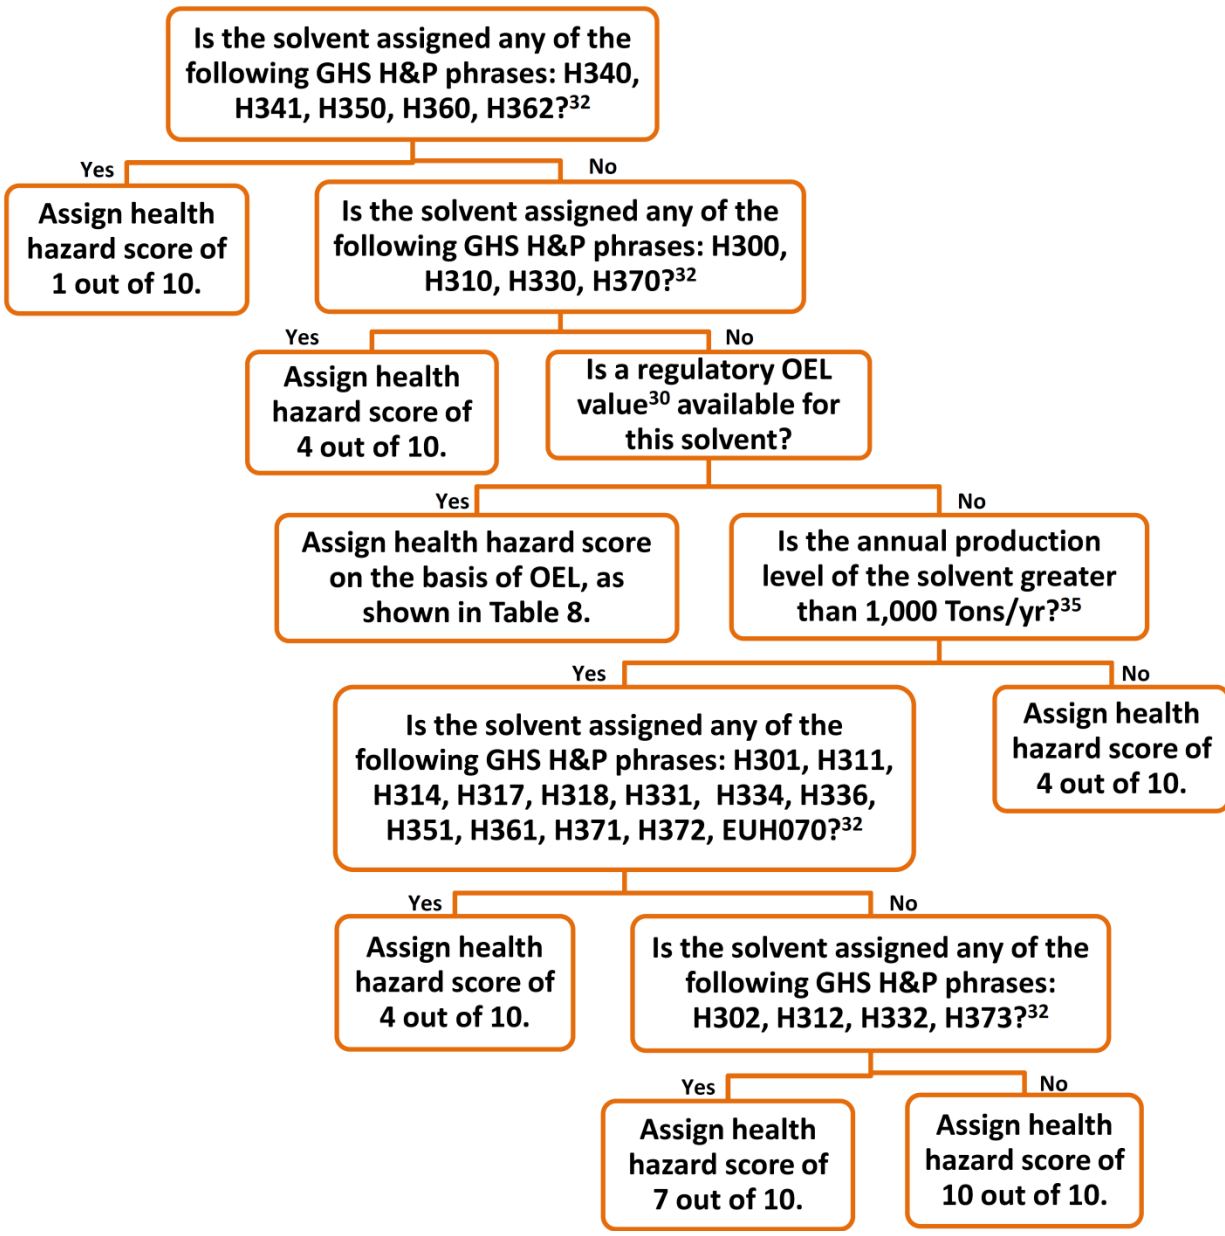 Is the solvent assigned any of the
following GHS H&P phrases: H340,
H341, H350, H360, H362?³²
Yes
No
Assign health
hazard score of
1 out of 10.
Is the solvent assigned any of the
following GHS H&P phrases: H300,
H310, H330, H370?³²
Yes
No
Assign health
hazard score of
4 out of 10.
Is a regulatory OEL
value³⁰ available for
this solvent?
Yes
No
Assign health hazard score
on the basis of OEL, as
shown in Table 8.
Is the annual production
level of the solvent greater
than 1,000 Tons/yr?³⁵
Yes
No
Is the solvent assigned any of the
following GHS H&P phrases: H301, H311,
H314, H317, H318, H331, H334, H336,
H351, H361, H371, H372, EUH070?³²
Assign health
hazard score of
4 out of 10.
Yes
No
Assign health
hazard score of
4 out of 10.
Is the solvent assigned any of the
following GHS H&P phrases:
H302, H312, H332, H373?³²
Yes
No
Assign health
hazard score of
7 out of 10.
Assign health
hazard score of
10 out of 10.